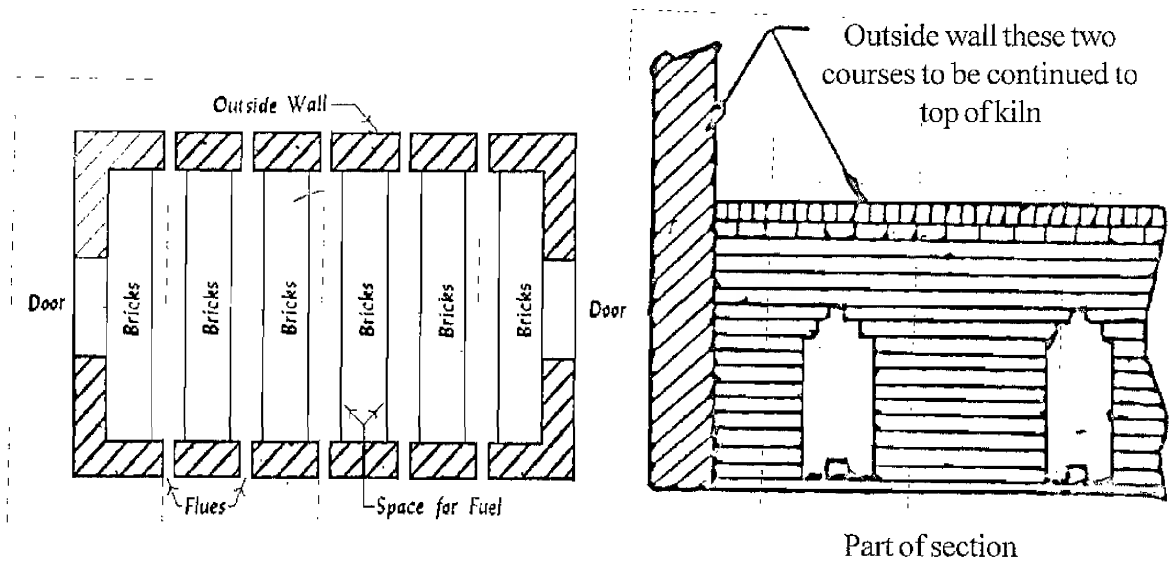 Outside Wall
Door
Bricks
Bricks
Bricks
Bricks
Bricks
Bricks
Door
Flues
Space for Fuel
Outside wall these two
courses to be continued to
top of kiln
Part of section